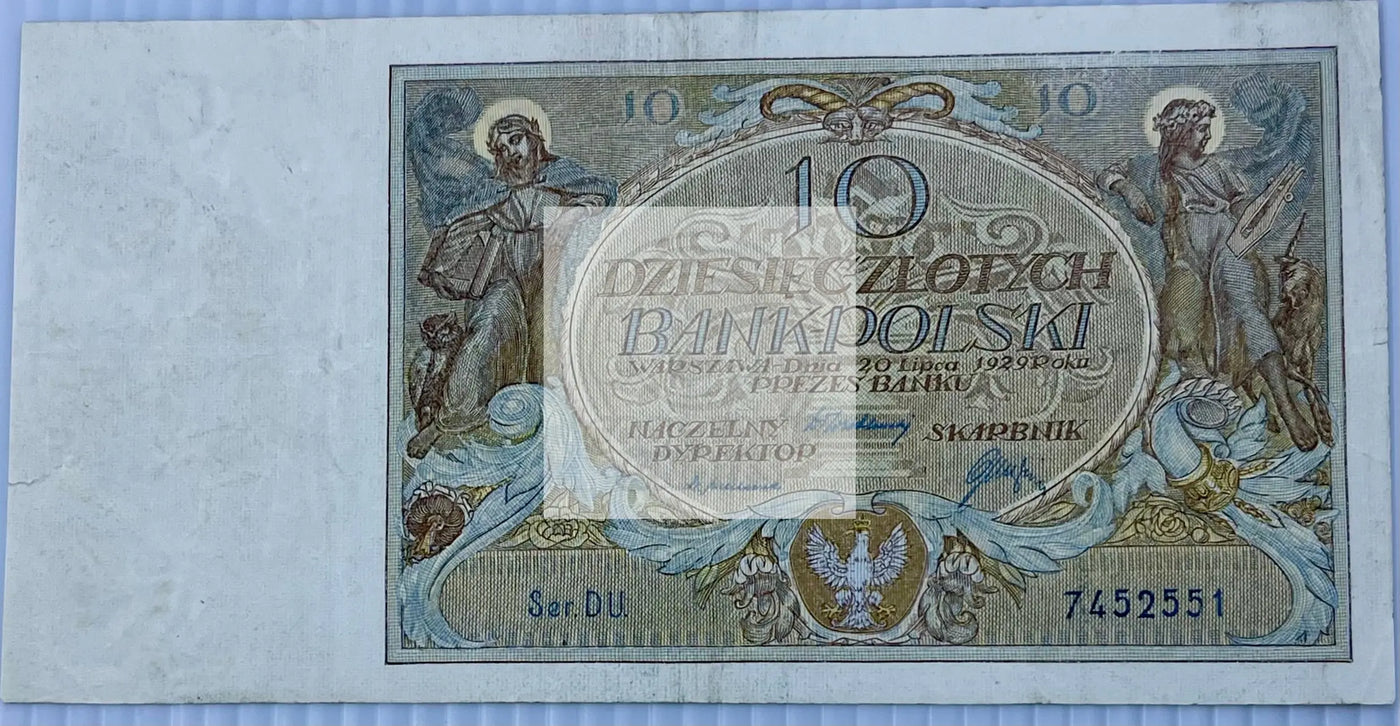 10 10
10
DZIESIĘĆ ZŁOTYCH
BANK POLSKI
WARSZAWA-Dnia 20 Lipca 1929 Roku
PREZES BANKU
NACZELNY SKARBNIK
DYREKTOR
Ser. DU. 7452551